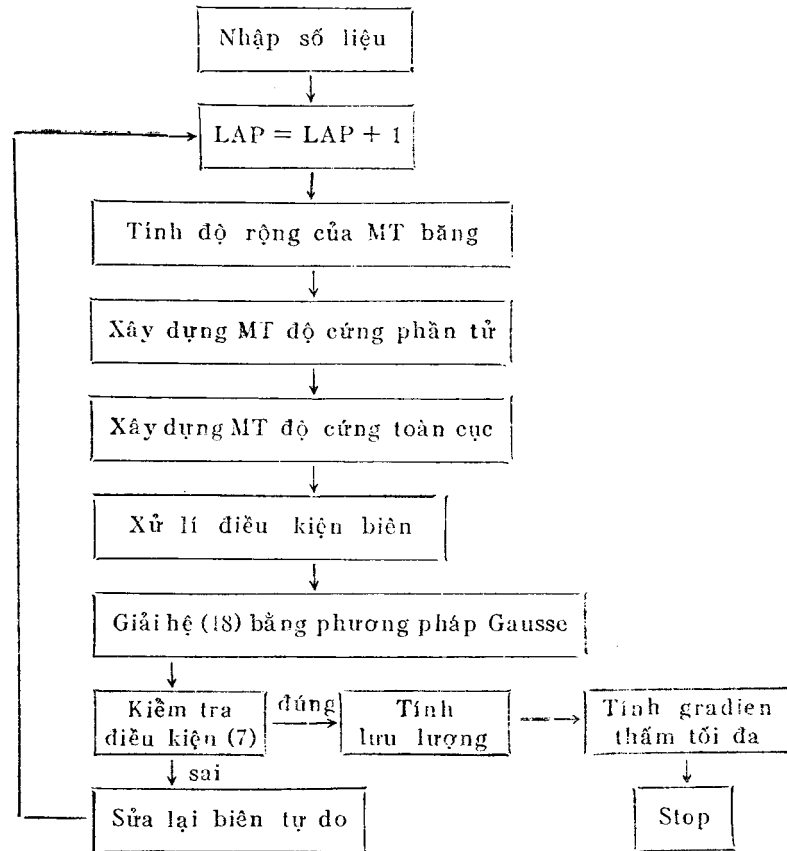 Nhập số liệu
LAP = LAP + 1
Tính độ rộng của MT băng
Xây dựng MT độ cứng phần tử
Xây dựng MT độ cứng toàn cục
Xử lí điều kiện biên
Giải hệ (18) bằng phương pháp Gausse
Kiểm tra
điều kiện (7)
đúng
Tính
lưu lượng
Tính gradien
thấm tối đa
sai
Sửa lại biên tự do
Stop